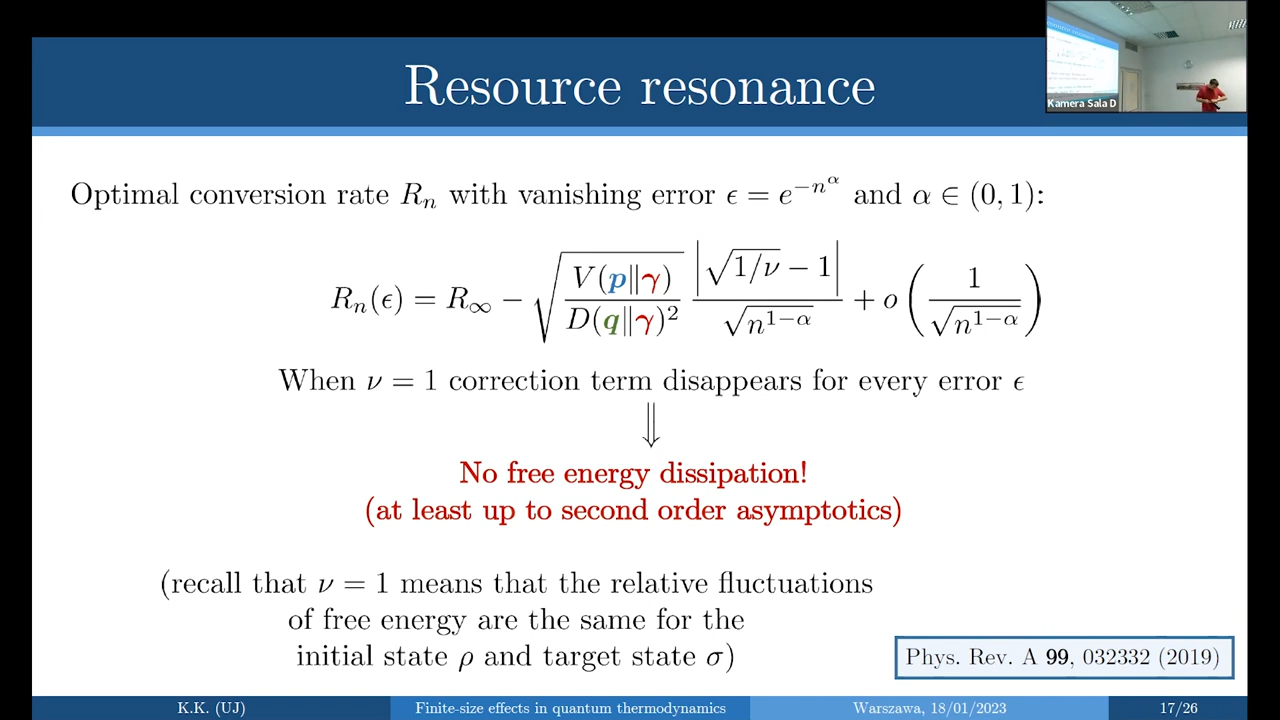 Resource resonance
Kamera Sala D
Optimal conversion rate Rₙ with vanishing error ϵ = e^{−n^α} and α ∈ (0, 1):
Rₙ(ϵ) = R_∞ − √(V(p‖γ)/D(q‖γ)²) |√(1/ν) − 1|/√(n^{1−α}) + o(1/√(n^{1−α}))
When ν = 1 correction term disappears for every error ϵ
⇓
No free energy dissipation!
(at least up to second order asymptotics)
(recall that ν = 1 means that the relative fluctuations
of free energy are the same for the
initial state ρ and target state σ)
Phys. Rev. A 99, 032332 (2019)
K.K. (UJ) Finite-size effects in quantum thermodynamics Warszawa, 18/01/2023 17/26